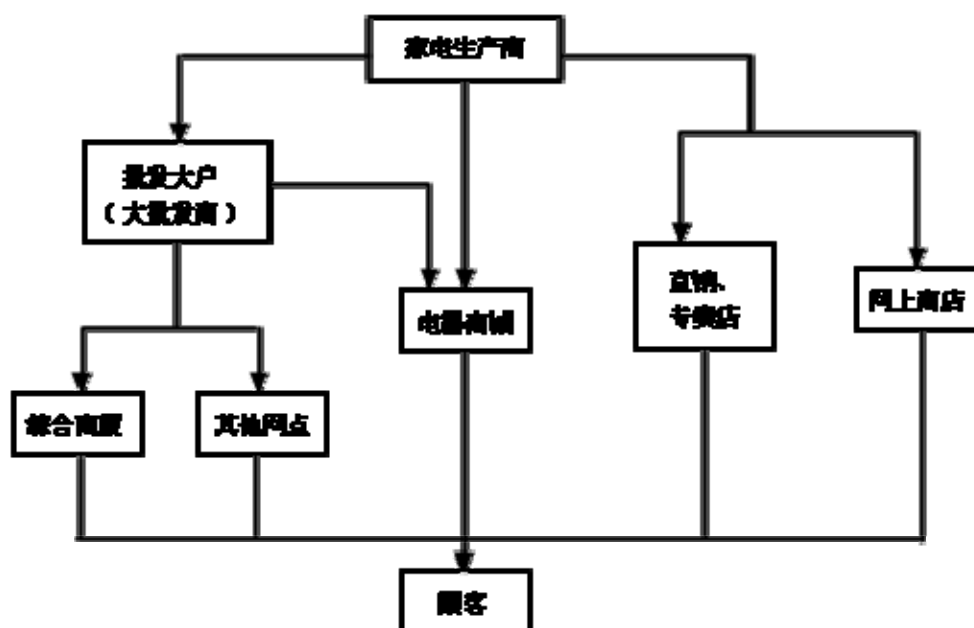 家电生产商
批发大户
（大批发商）
电器商城
直销、
专卖店
网上商店
综合商厦
其他网点
顾客